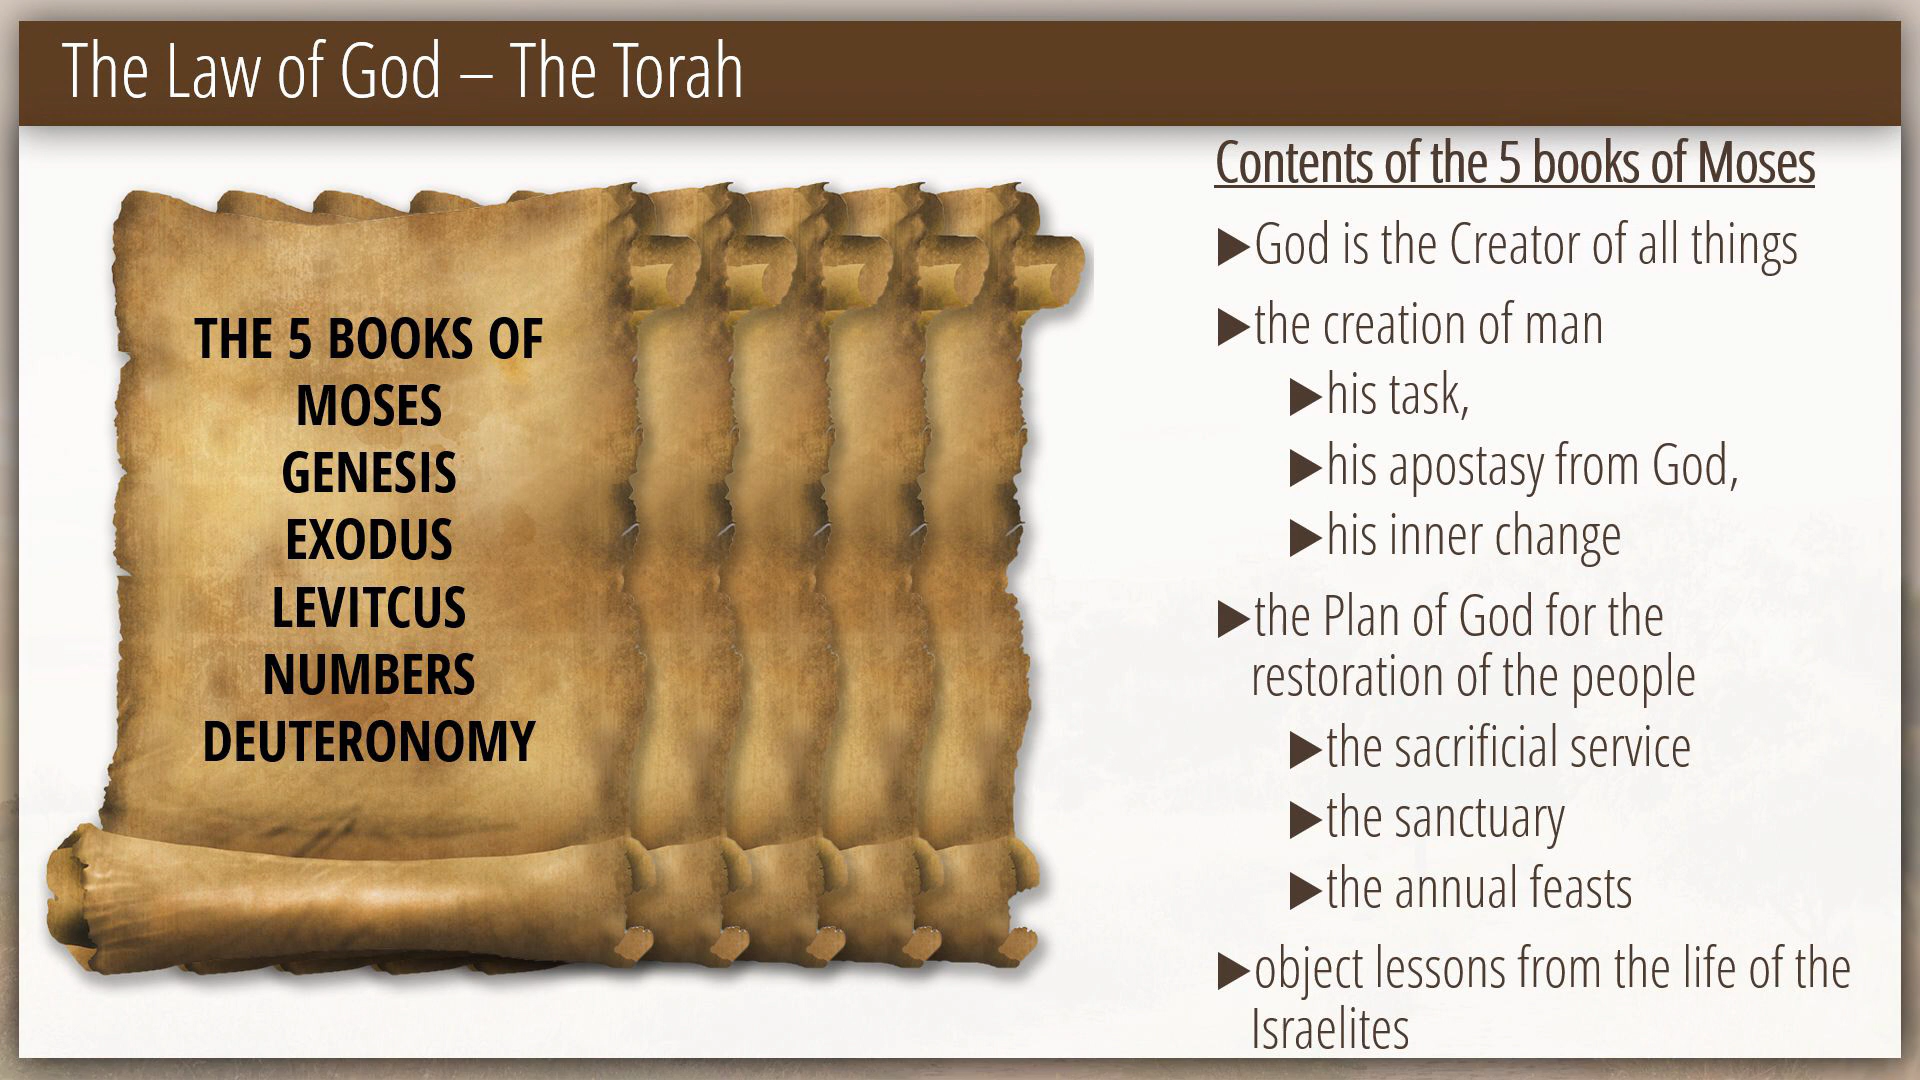 The Law of God – The Torah
THE 5 BOOKS OF
MOSES
GENESIS
EXODUS
LEVITCUS
NUMBERS
DEUTERONOMY
Contents of the 5 books of Moses
▶God is the Creator of all things
▶the creation of man
▶his task,
▶his apostasy from God,
▶his inner change
▶the Plan of God for the
restoration of the people
▶the sacrificial service
▶the sanctuary
▶the annual feasts
▶object lessons from the life of the
Israelites